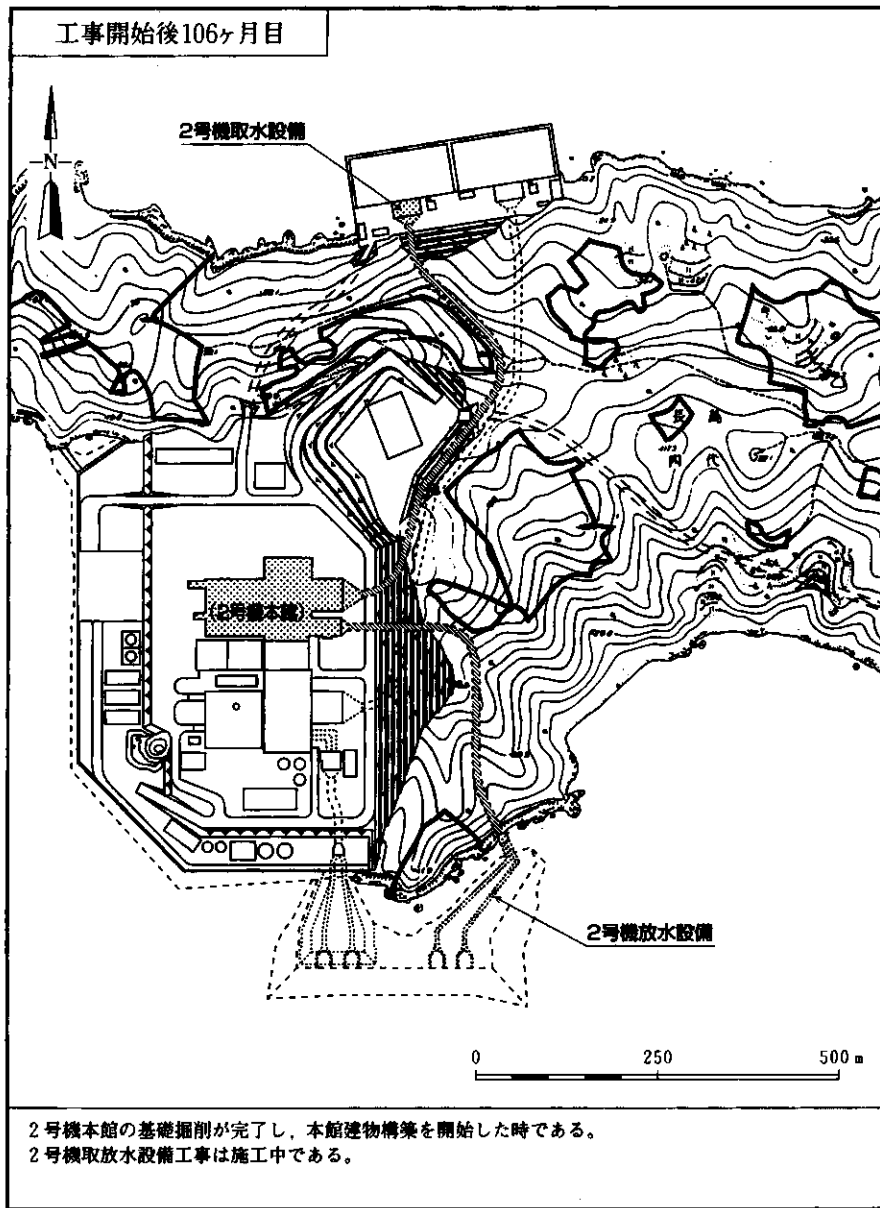 工事開始後106ヶ月目
2号機取水設備
N
(2号機本館)
2号機放水設備
0 250 500 m
2号機本館の基礎掘削が完了し,本館建物構築を開始した時である。
2号機取放水設備工事は施工中である。